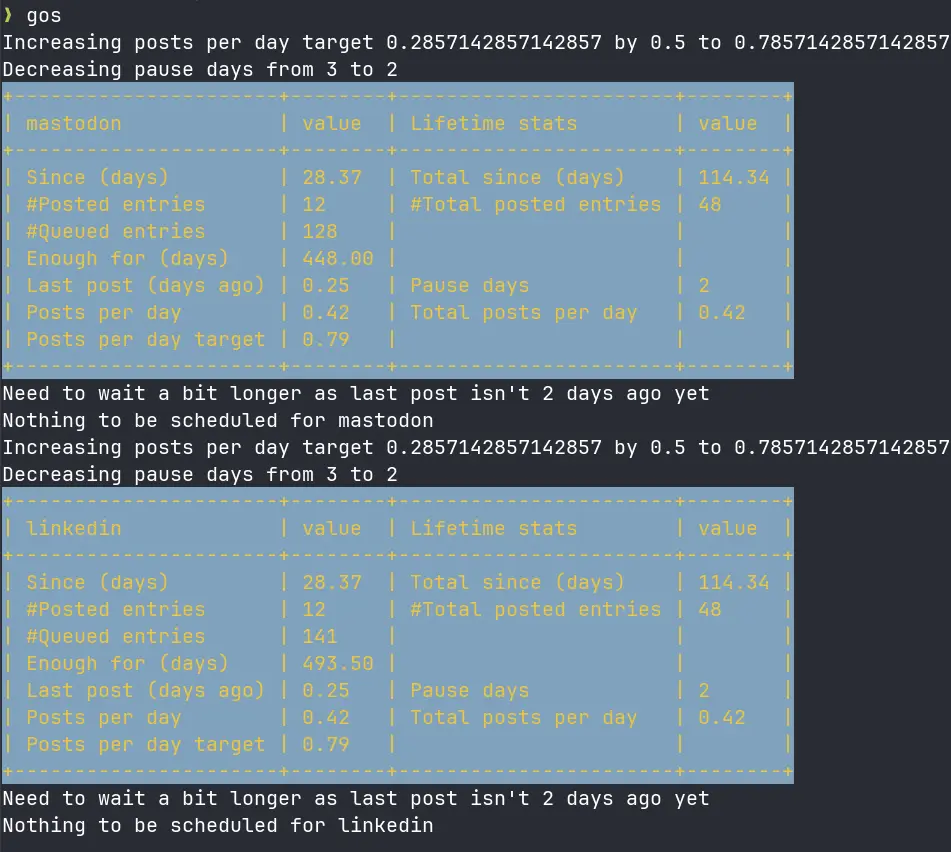 ❯ gos
Increasing posts per day target 0.2857142857142857 by 0.5 to 0.7857142857142857
Decreasing pause days from 3 to 2
+----------------------+--------+-----------------------+--------+
| mastodon             | value  | Lifetime stats        | value  |
+----------------------+--------+-----------------------+--------+
| Since (days)         | 28.37  | Total since (days)    | 114.34 |
| #Posted entries      | 12     | #Total posted entries | 48     |
| #Queued entries      | 128    |                       |        |
| Enough for (days)    | 448.00 |                       |        |
| Last post (days ago) | 0.25   | Pause days            | 2      |
| Posts per day        | 0.42   | Total posts per day   | 0.42   |
| Posts per day target | 0.79   |                       |        |
+----------------------+--------+-----------------------+--------+
Need to wait a bit longer as last post isn't 2 days ago yet
Nothing to be scheduled for mastodon
Increasing posts per day target 0.2857142857142857 by 0.5 to 0.7857142857142857
Decreasing pause days from 3 to 2
+----------------------+--------+-----------------------+--------+
| linkedin             | value  | Lifetime stats        | value  |
+----------------------+--------+-----------------------+--------+
| Since (days)         | 28.37  | Total since (days)    | 114.34 |
| #Posted entries      | 12     | #Total posted entries | 48     |
| #Queued entries      | 141    |                       |        |
| Enough for (days)    | 493.50 |                       |        |
| Last post (days ago) | 0.25   | Pause days            | 2      |
| Posts per day        | 0.42   | Total posts per day   | 0.42   |
| Posts per day target | 0.79   |                       |        |
+----------------------+--------+-----------------------+--------+
Need to wait a bit longer as last post isn't 2 days ago yet
Nothing to be scheduled for linkedin